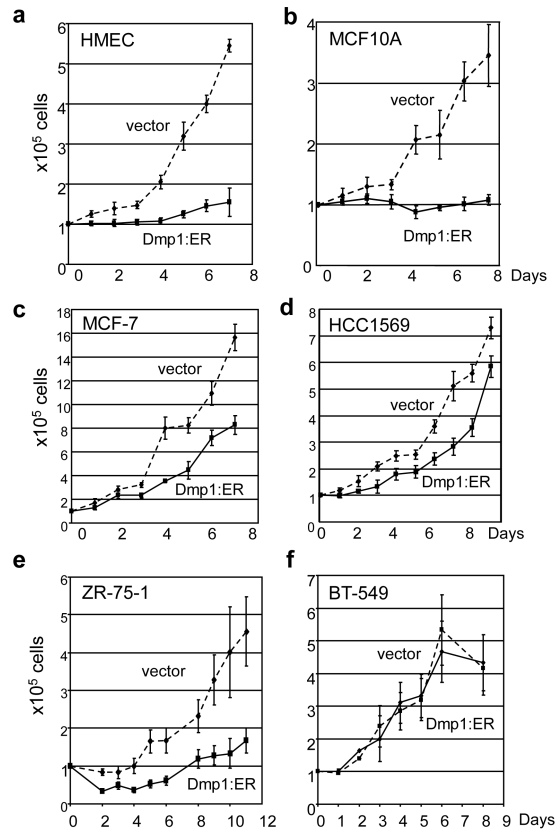 a
HMEC
x10⁵ cells
6
5
4
3
2
1
0
vector
Dmp1:ER
0 2 4 6 8
b
MCF10A
4
3
2
1
0
vector
Dmp1:ER
0 2 4 6 8 Days
c
MCF-7
x10⁵ cells
18
16
14
12
10
8
6
4
2
0
vector
Dmp1:ER
0 2 4 6 8
d
HCC1569
8
7
6
5
4
3
2
1
0
vector
Dmp1:ER
0 2 4 6 8 Days
e
ZR-75-1
x10⁵ cells
6
5
4
3
2
1
0
vector
Dmp1:ER
0 2 4 6 8 10 12
f
BT-549
7
6
5
4
3
2
1
0
vector
Dmp1:ER
0 1 2 3 4 5 6 7 8 9 Days